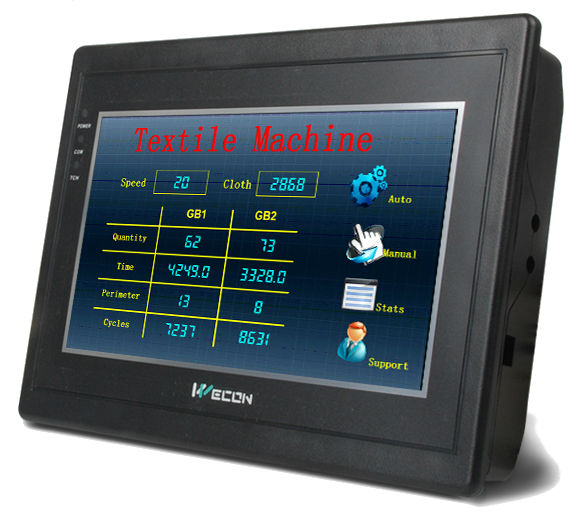 POWER
COM
TCH
Textile Machine
Speed 20 Cloth 2868
Auto
GB1 GB2
Quantity 62 73
Manual
Time 4249.0 3328.0
Perimeter 13 8
Stats
Cycles 7237 8631
Support
WECON